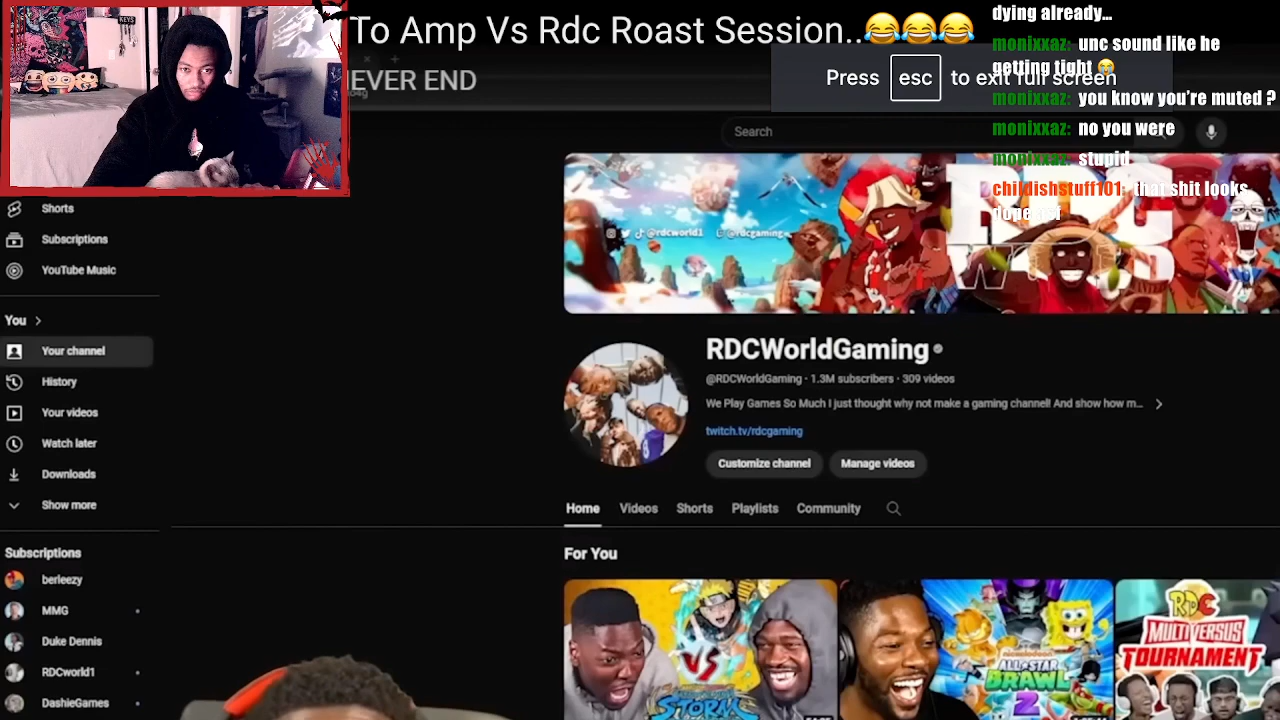 KEYS
To Amp Vs Rdc Roast Session..😂😂😂
EVER END
Press esc to exit full screen
Search
dying already...
monixxaz: unc sound like he
getting tight 😭
monixxaz: you know you're muted ?
monixxaz: no you were
monixxaz: stupid
childishstuff101: that shit looks
RDC
@rdcworld1 @rdcgaming
Shorts
Subscriptions
YouTube Music
You >
Your channel
History
Your videos
Watch later
Downloads
Show more
Subscriptions
berleezy
MMG
Duke Dennis
RDCworld1
DashieGames
RDCWorldGaming
@RDCWorldGaming · 1.3M subscribers · 309 videos
We Play Games So Much I just thought why not make a gaming channel! And show how m... >
twitch.tv/rdcgaming
Customize channel
Manage videos
Home Videos Shorts Playlists Community
For You
VS
STORM
ALL-STAR
BRAWL
2
RDC
MULTIVERSUS
TOURNAMENT